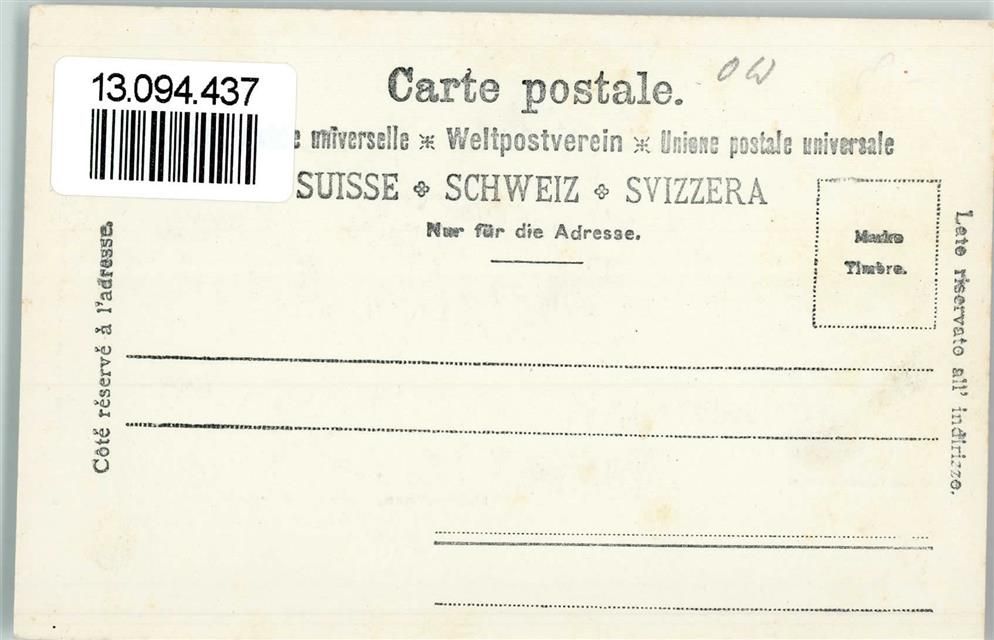 13.094.437
Carte postale.
OW
universelle * Weltpostverein * Unione postale universale
SUISSE ❖ SCHWEIZ ❖ SVIZZERA
Nur für die Adresse.
Marke
Timbre.
Côté réservé à l'adresse.
Lato riservato all' indirizzo.